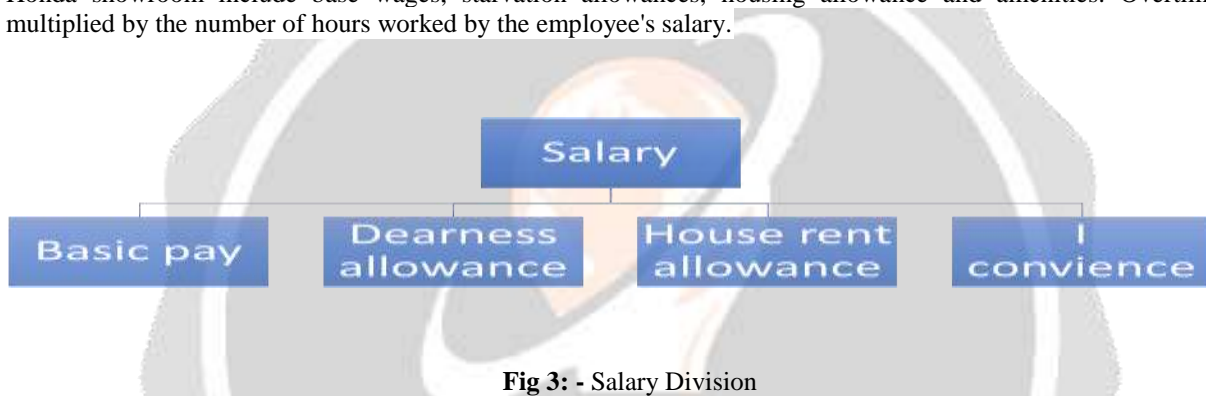 Honda showroom include base wages, starvation allowances, housing allowance and amenities. Overtim
multiplied by the number of hours worked by the employee's salary.
Salary
Basic pay
Dearness
allowance
House rent
allowance
I
convience
Fig 3: - Salary Division